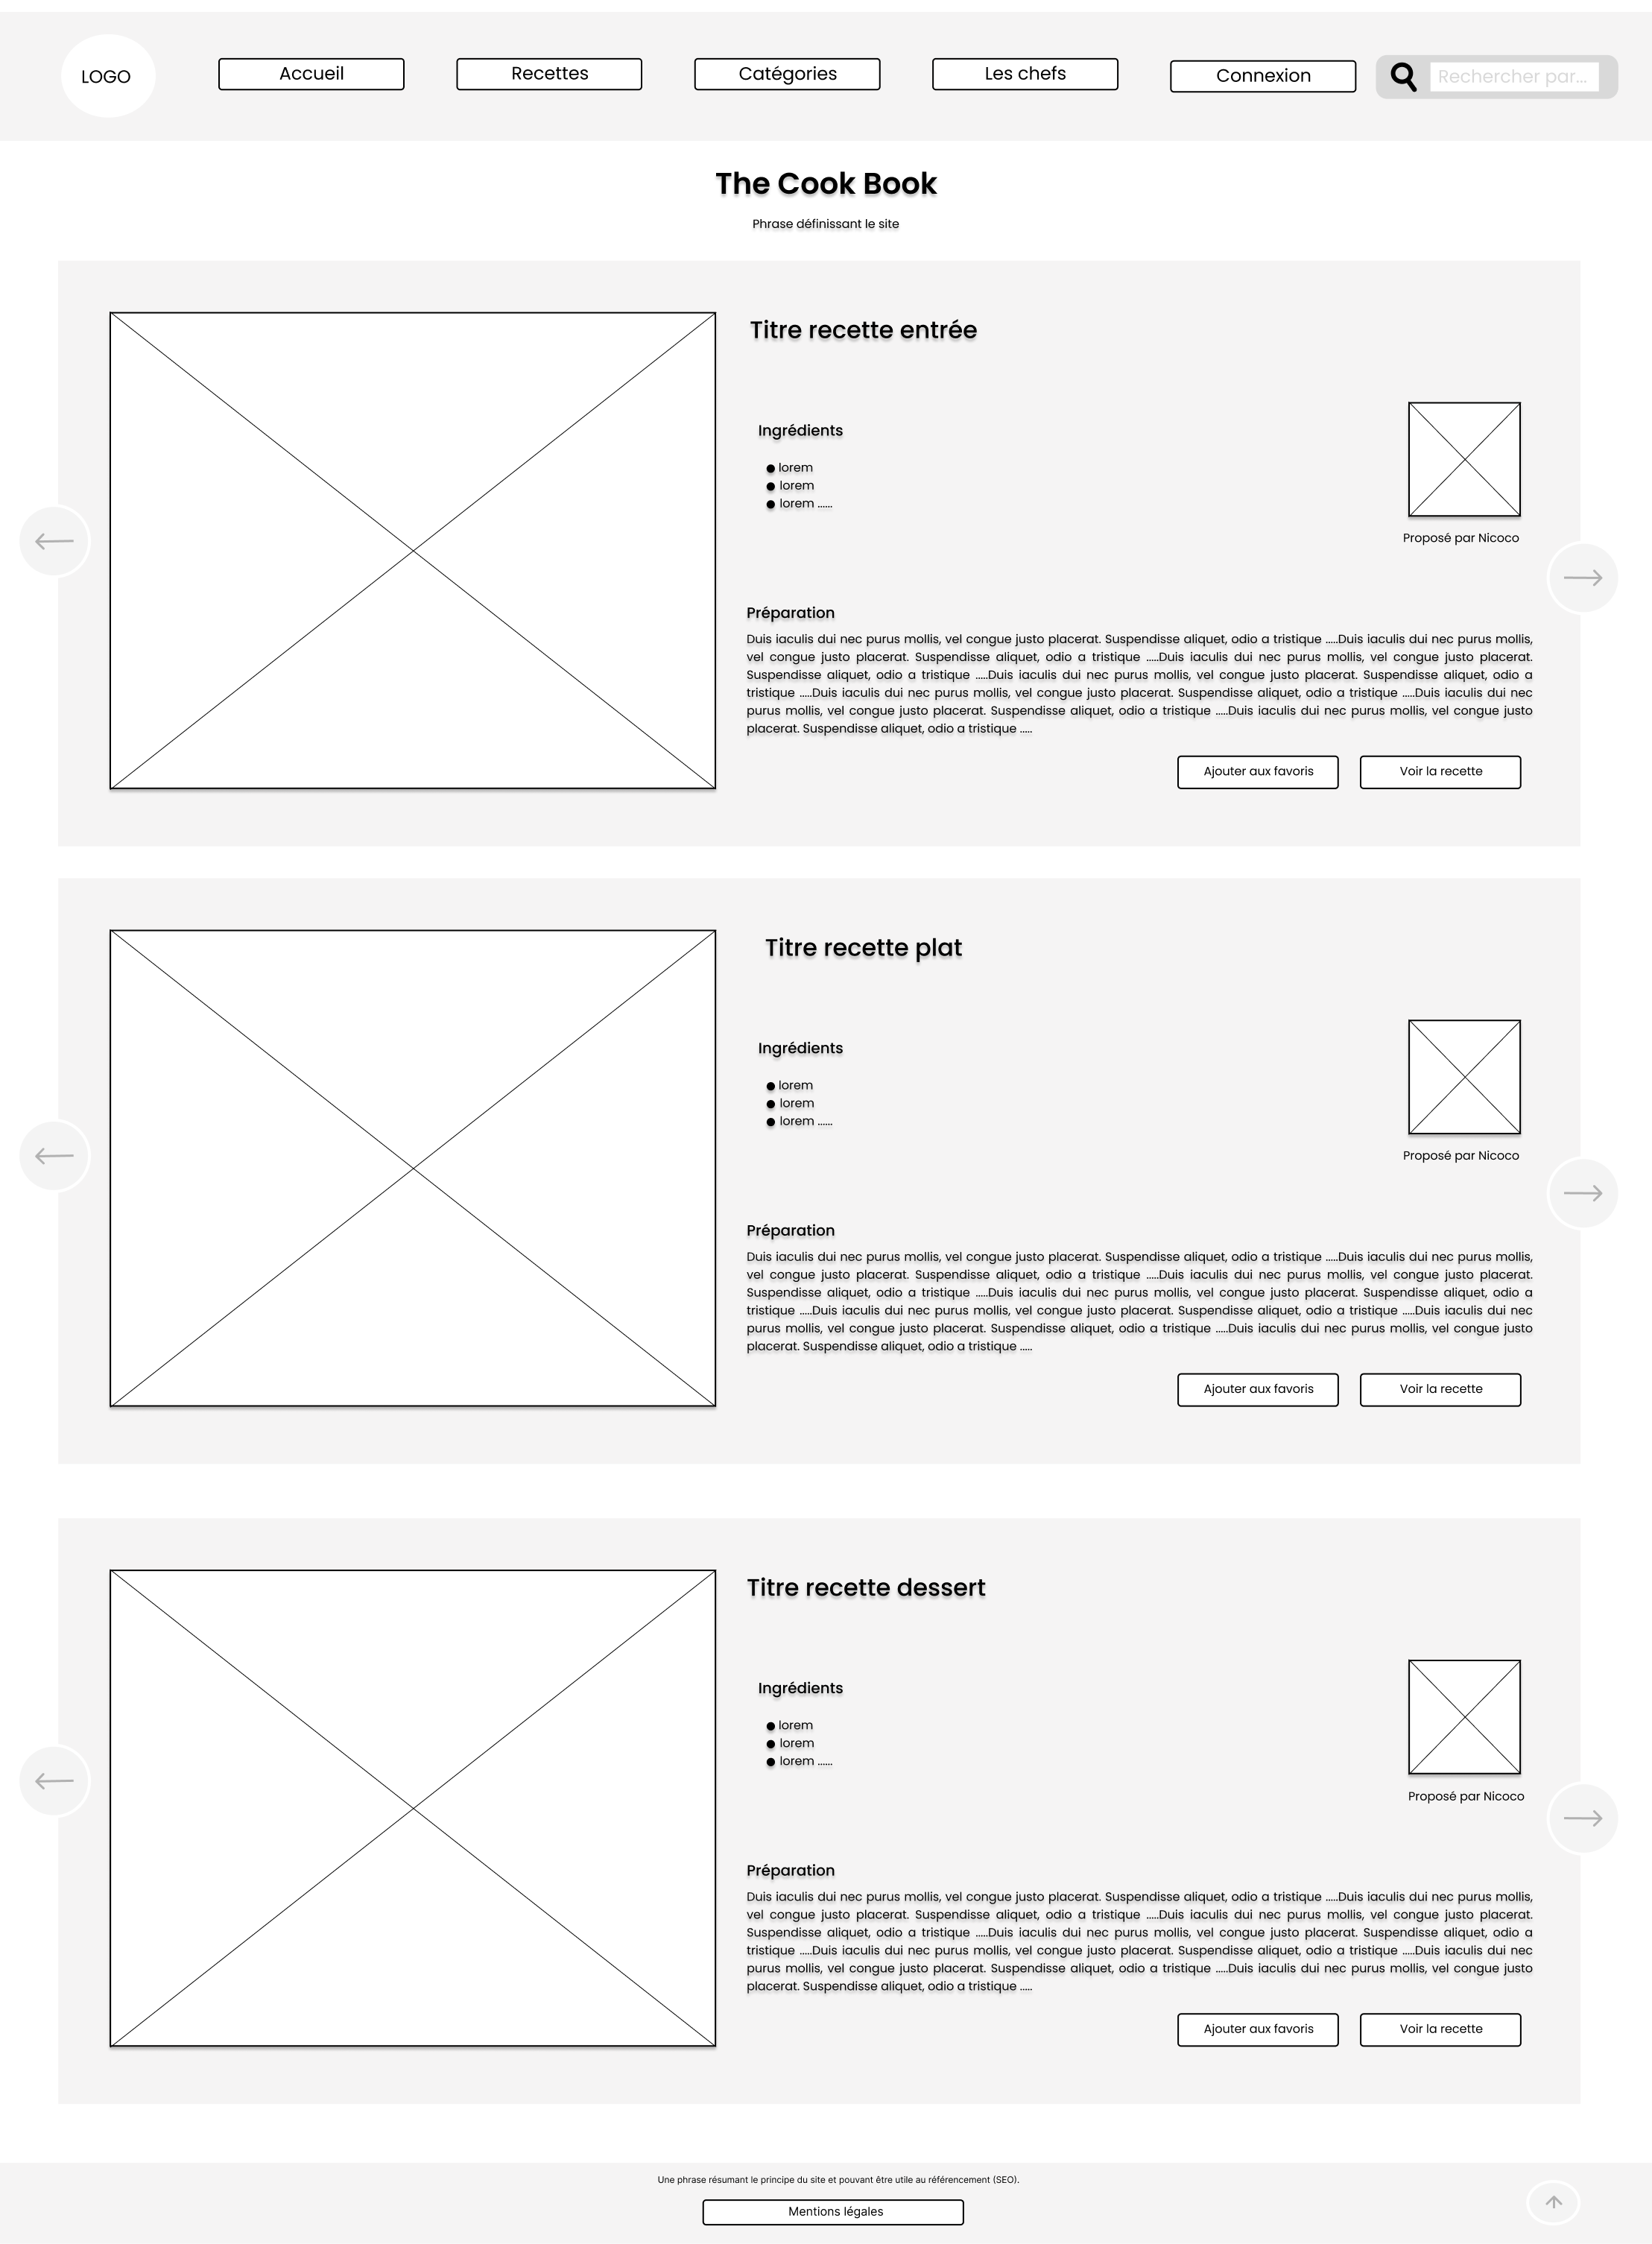 LOGO
Accueil
Recettes
Catégories
Les chefs
Connexion
Rechercher par...
The Cook Book
Phrase définissant le site
Titre recette entrée
Ingrédients
lorem
lorem
lorem ......
Proposé par Nicoco
Préparation
Duis iaculis dui nec purus mollis, vel congue justo placerat. Suspendisse aliquet, odio a tristique .....Duis iaculis dui nec purus mollis,
vel congue justo placerat. Suspendisse aliquet, odio a tristique .....Duis iaculis dui nec purus mollis, vel congue justo placerat.
Suspendisse aliquet, odio a tristique .....Duis iaculis dui nec purus mollis, vel congue justo placerat. Suspendisse aliquet, odio a
tristique .....Duis iaculis dui nec purus mollis, vel congue justo placerat. Suspendisse aliquet, odio a tristique .....Duis iaculis dui nec
purus mollis, vel congue justo placerat. Suspendisse aliquet, odio a tristique .....Duis iaculis dui nec purus mollis, vel congue justo
placerat. Suspendisse aliquet, odio a tristique .....
Ajouter aux favoris
Voir la recette
Titre recette plat
Ingrédients
lorem
lorem
lorem ......
Proposé par Nicoco
Préparation
Duis iaculis dui nec purus mollis, vel congue justo placerat. Suspendisse aliquet, odio a tristique .....Duis iaculis dui nec purus mollis,
vel congue justo placerat. Suspendisse aliquet, odio a tristique .....Duis iaculis dui nec purus mollis, vel congue justo placerat.
Suspendisse aliquet, odio a tristique .....Duis iaculis dui nec purus mollis, vel congue justo placerat. Suspendisse aliquet, odio a
tristique .....Duis iaculis dui nec purus mollis, vel congue justo placerat. Suspendisse aliquet, odio a tristique .....Duis iaculis dui nec
purus mollis, vel congue justo placerat. Suspendisse aliquet, odio a tristique .....Duis iaculis dui nec purus mollis, vel congue justo
placerat. Suspendisse aliquet, odio a tristique .....
Ajouter aux favoris
Voir la recette
Titre recette dessert
Ingrédients
lorem
lorem
lorem ......
Proposé par Nicoco
Préparation
Duis iaculis dui nec purus mollis, vel congue justo placerat. Suspendisse aliquet, odio a tristique .....Duis iaculis dui nec purus mollis,
vel congue justo placerat. Suspendisse aliquet, odio a tristique .....Duis iaculis dui nec purus mollis, vel congue justo placerat.
Suspendisse aliquet, odio a tristique .....Duis iaculis dui nec purus mollis, vel congue justo placerat. Suspendisse aliquet, odio a
tristique .....Duis iaculis dui nec purus mollis, vel congue justo placerat. Suspendisse aliquet, odio a tristique .....Duis iaculis dui nec
purus mollis, vel congue justo placerat. Suspendisse aliquet, odio a tristique .....Duis iaculis dui nec purus mollis, vel congue justo
placerat. Suspendisse aliquet, odio a tristique .....
Ajouter aux favoris
Voir la recette
Une phrase résumant le principe du site et pouvant être utile au référencement (SEO).
Mentions légales